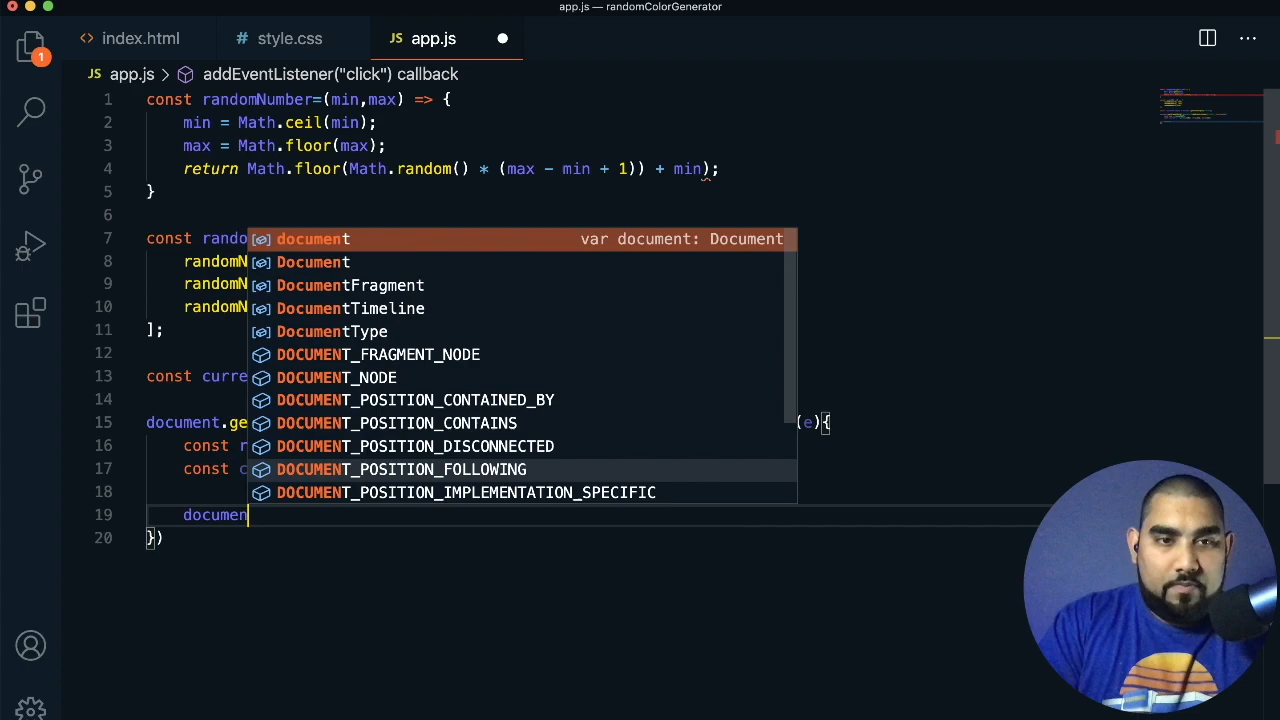 app.js — randomColorGenerator
1
<> index.html
# style.css
JS app.js
JS app.js > addEventListener("click") callback
1 const randomNumber=(min,max) => {
2 min = Math.ceil(min);
3 max = Math.floor(max);
4 return Math.floor(Math.random() * (max - min + 1)) + min);
5 }
6
7 const rando
8 randomN
9 randomN
10 randomN
11 ];
12
13 const curre
14
15 document.ge (e){
16 const r
17 const c
18
19 documen
20 })
document var document: Document
Document
DocumentFragment
DocumentTimeline
DocumentType
DOCUMENT_FRAGMENT_NODE
DOCUMENT_NODE
DOCUMENT_POSITION_CONTAINED_BY
DOCUMENT_POSITION_CONTAINS
DOCUMENT_POSITION_DISCONNECTED
DOCUMENT_POSITION_FOLLOWING
DOCUMENT_POSITION_IMPLEMENTATION_SPECIFIC